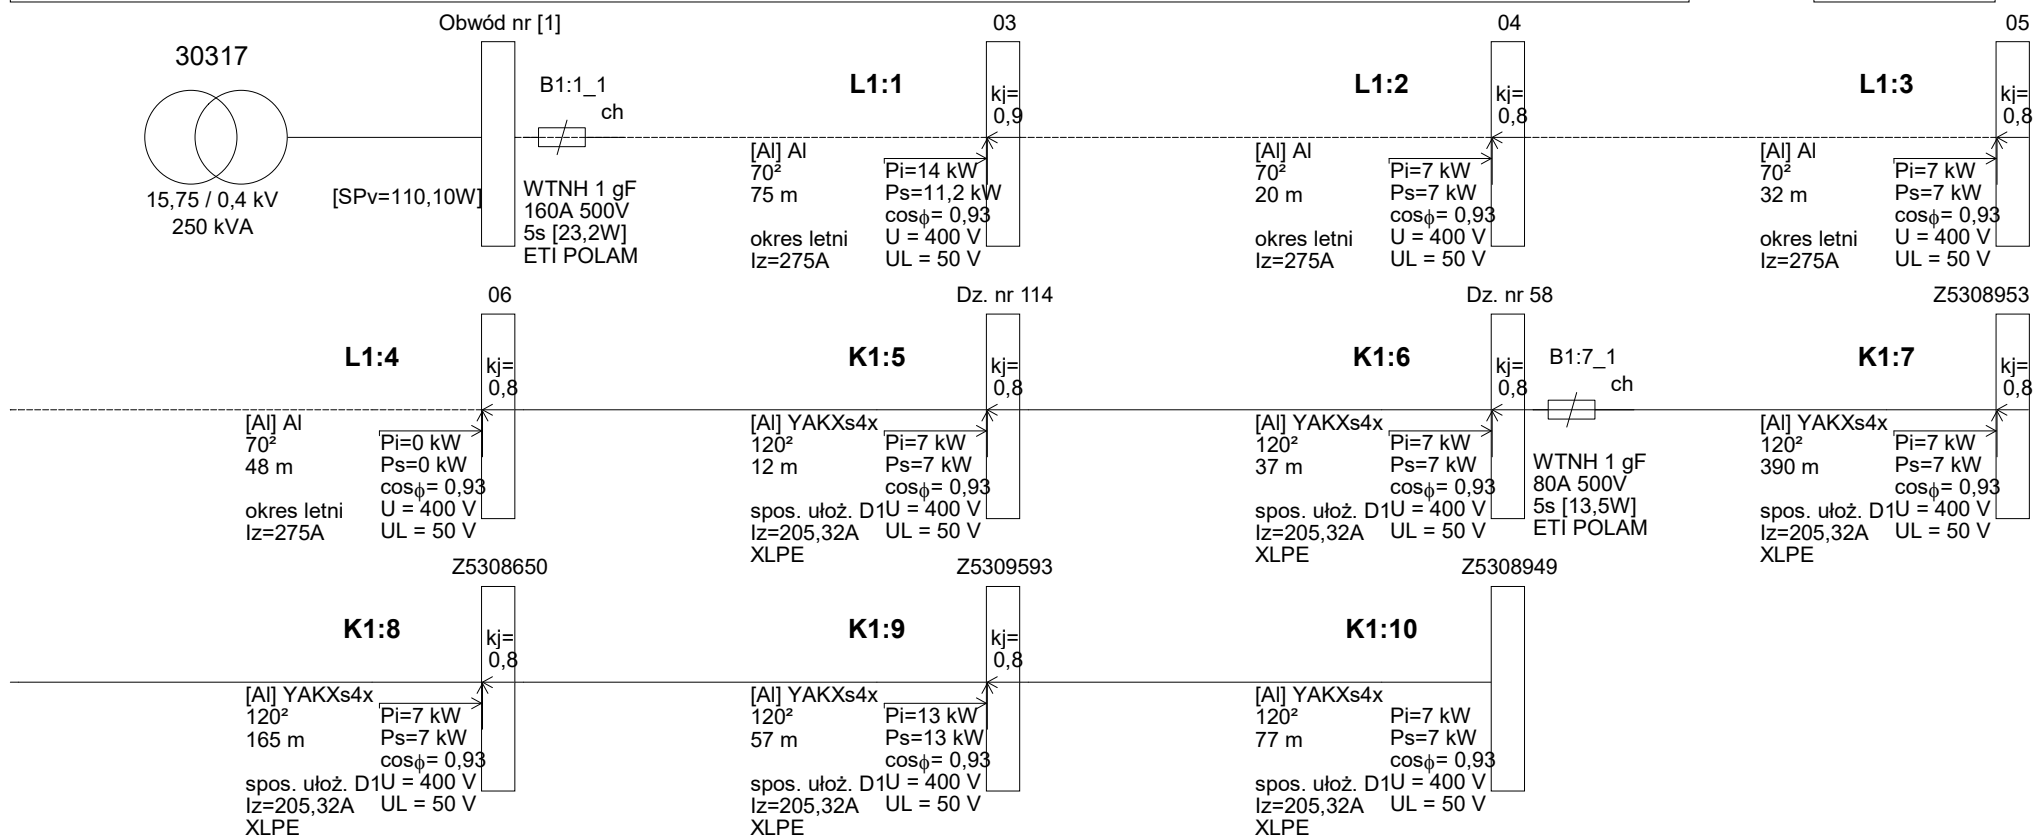 Obwód nr [1]
03
04
05
30317
15,75 / 0,4 kV
250 kVA
[SPv=110,10W]
B1:1_1
ch
WTNH 1 gF
160A 500V
5s [23,2W]
ETI POLAM
L1:1
kj=
0,9
[Al] Al
70²
75 m
okres letni
Iz=275A
Pi=14 kW
Ps=11,2 kW
cosϕ= 0,93
U = 400 V
UL = 50 V
L1:2
kj=
0,8
[Al] Al
70²
20 m
okres letni
Iz=275A
Pi=7 kW
Ps=7 kW
cosϕ= 0,93
U = 400 V
UL = 50 V
L1:3
kj=
0,8
[Al] Al
70²
32 m
okres letni
Iz=275A
Pi=7 kW
Ps=7 kW
cosϕ= 0,93
U = 400 V
UL = 50 V
06
Dz. nr 114
Dz. nr 58
Z5308953
L1:4
kj=
0,8
[Al] Al
70²
48 m
okres letni
Iz=275A
Pi=0 kW
Ps=0 kW
cosϕ= 0,93
U = 400 V
UL = 50 V
K1:5
kj=
0,8
[Al] YAKXs4x
120²
12 m
spos. ułoż. D1
Iz=205,32A
XLPE
Pi=7 kW
Ps=7 kW
cosϕ= 0,93
U = 400 V
UL = 50 V
K1:6
kj=
0,8
[Al] YAKXs4x
120²
37 m
spos. ułoż. D1
Iz=205,32A
XLPE
Pi=7 kW
Ps=7 kW
cosϕ= 0,93
U = 400 V
UL = 50 V
B1:7_1
ch
WTNH 1 gF
80A 500V
5s [13,5W]
ETI POLAM
K1:7
kj=
0,8
[Al] YAKXs4x
120²
390 m
spos. ułoż. D1
Iz=205,32A
XLPE
Pi=7 kW
Ps=7 kW
cosϕ= 0,93
U = 400 V
UL = 50 V
Z5308650
Z5309593
Z5308949
K1:8
kj=
0,8
[Al] YAKXs4x
120²
165 m
spos. ułoż. D1
Iz=205,32A
XLPE
Pi=7 kW
Ps=7 kW
cosϕ= 0,93
U = 400 V
UL = 50 V
K1:9
kj=
0,8
[Al] YAKXs4x
120²
57 m
spos. ułoż. D1
Iz=205,32A
XLPE
Pi=13 kW
Ps=13 kW
cosϕ= 0,93
U = 400 V
UL = 50 V
K1:10
[Al] YAKXs4x
120²
77 m
spos. ułoż. D1
Iz=205,32A
XLPE
Pi=7 kW
Ps=7 kW
cosϕ= 0,93
U = 400 V
UL = 50 V